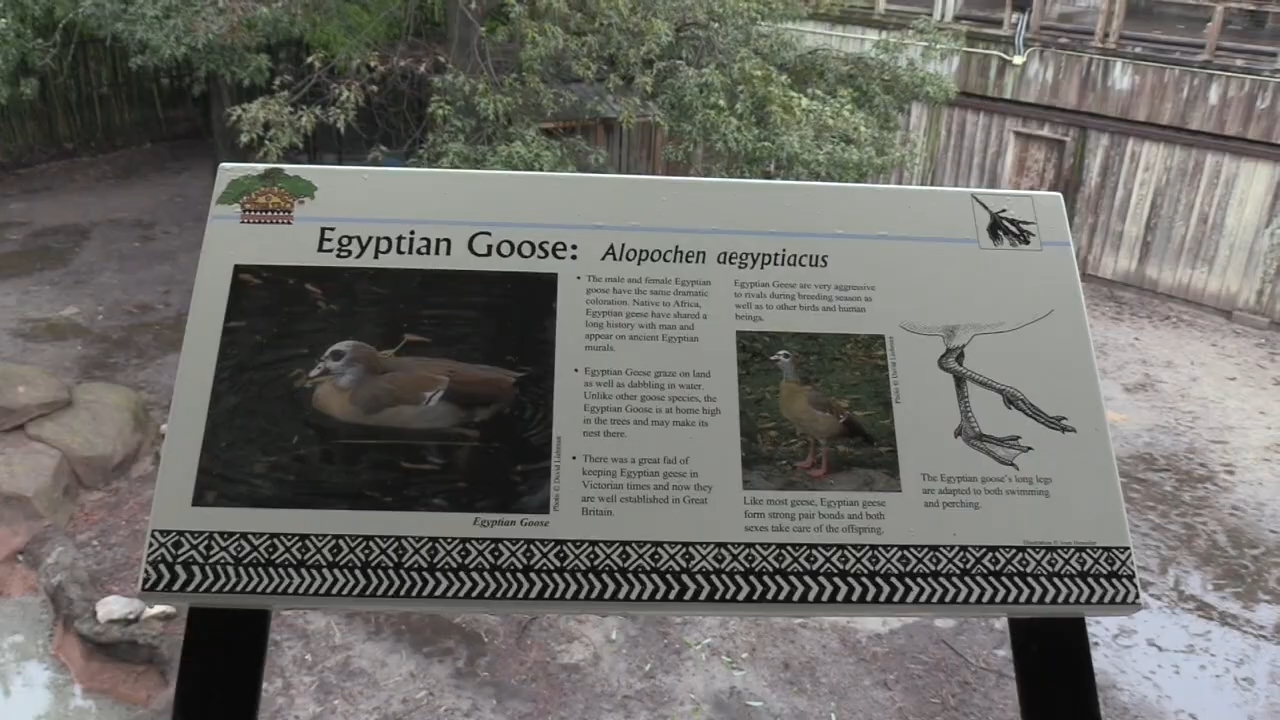 Egyptian Goose: Alopochen aegyptiacus
• The male and female Egyptian
goose have the same dramatic
coloration. Native to Africa,
Egyptian geese have shared a
long history with man and
appear on ancient Egyptian
murals.
• Egyptian Geese graze on land
as well as dabbling in water.
Unlike other goose species, the
Egyptian Goose is at home high
in the trees and may make its
nest there.
• There was a great fad of
keeping Egyptian geese in
Victorian times and now they
are well established in Great
Britain.
Egyptian Goose
Photo © David
Egyptian Geese are very aggressive
to rivals during breeding season as
well as to other birds and human
beings.
Photo © David
Like most geese, Egyptian geese
form strong pair bonds and both
sexes take care of the offspring.
The Egyptian goose's long legs
are adapted to both swimming
and perching.
Illustration ©